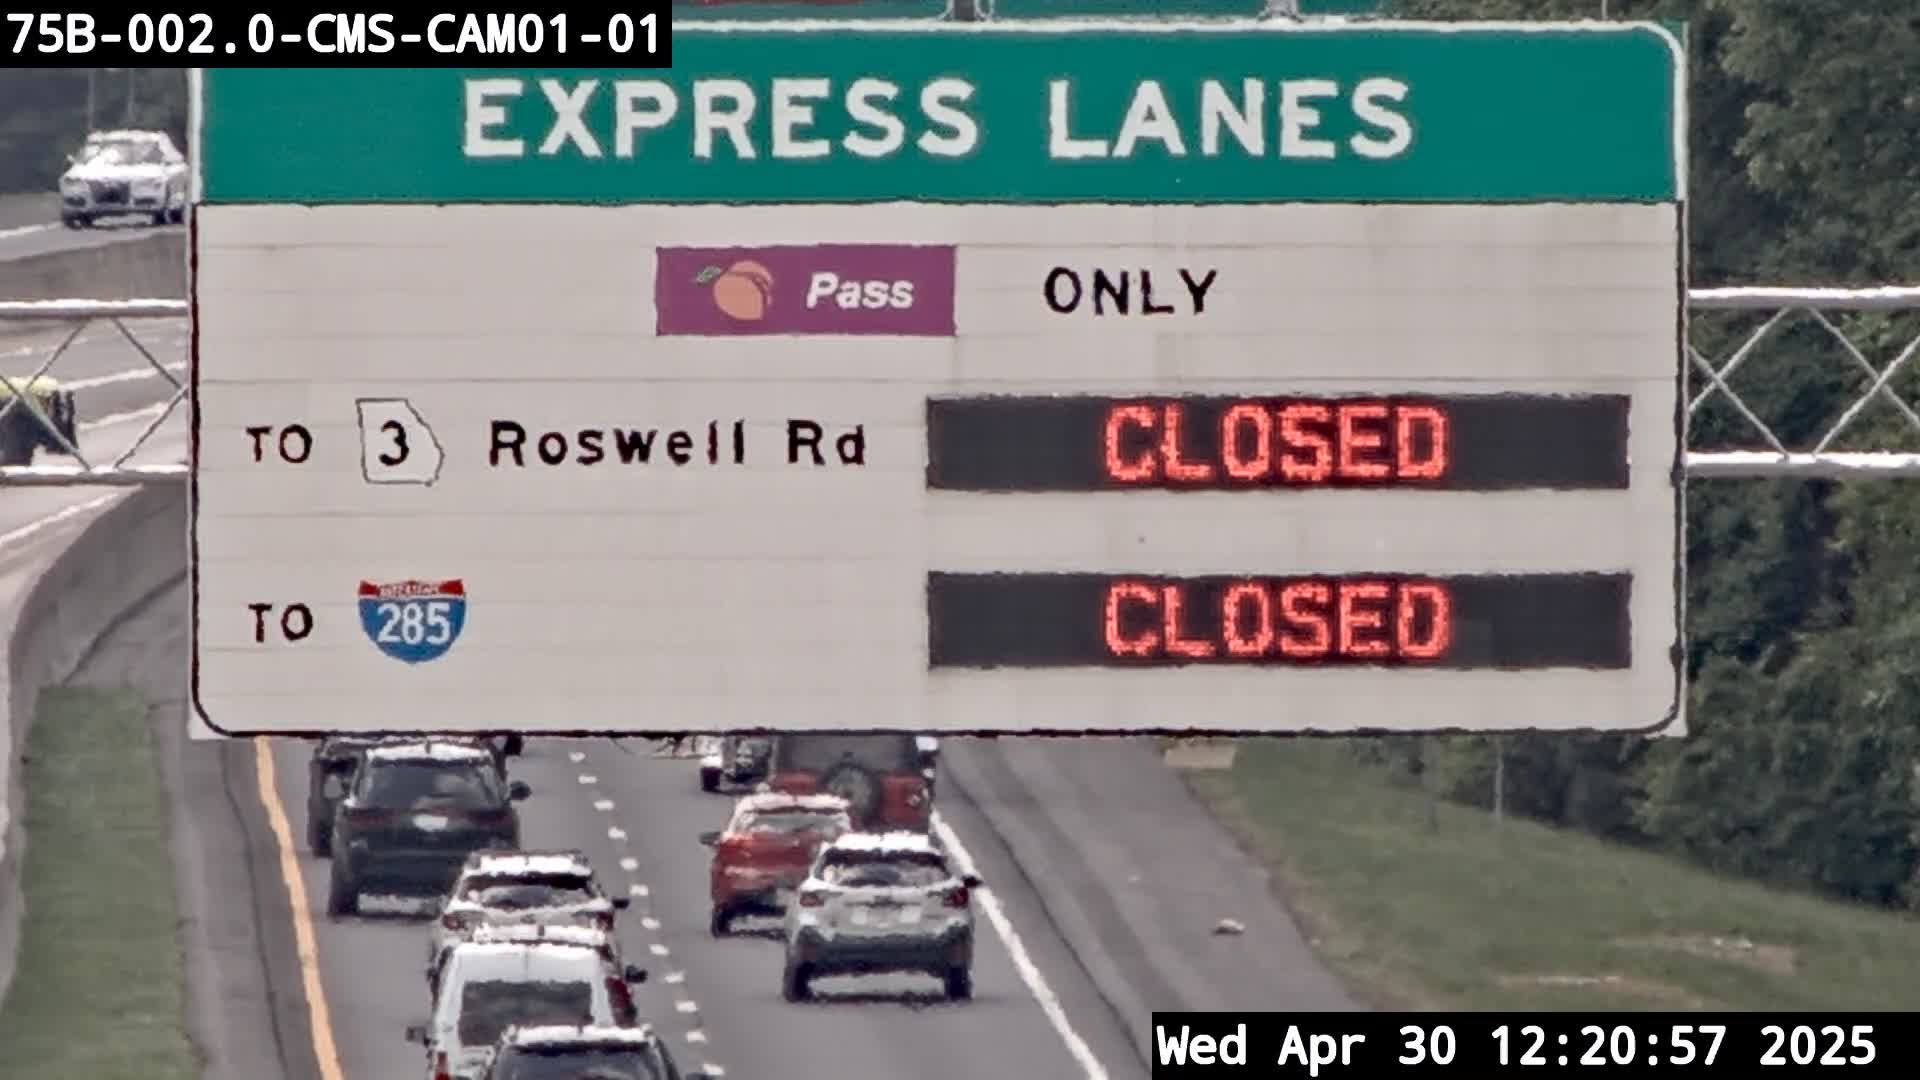 75B-002.0-CMS-CAM01-01
EXPRESS LANES
Pass ONLY
TO 3 Roswell Rd CLOSED
TO INTERSTATE 285 CLOSED
Wed Apr 30 12:20:57 2025